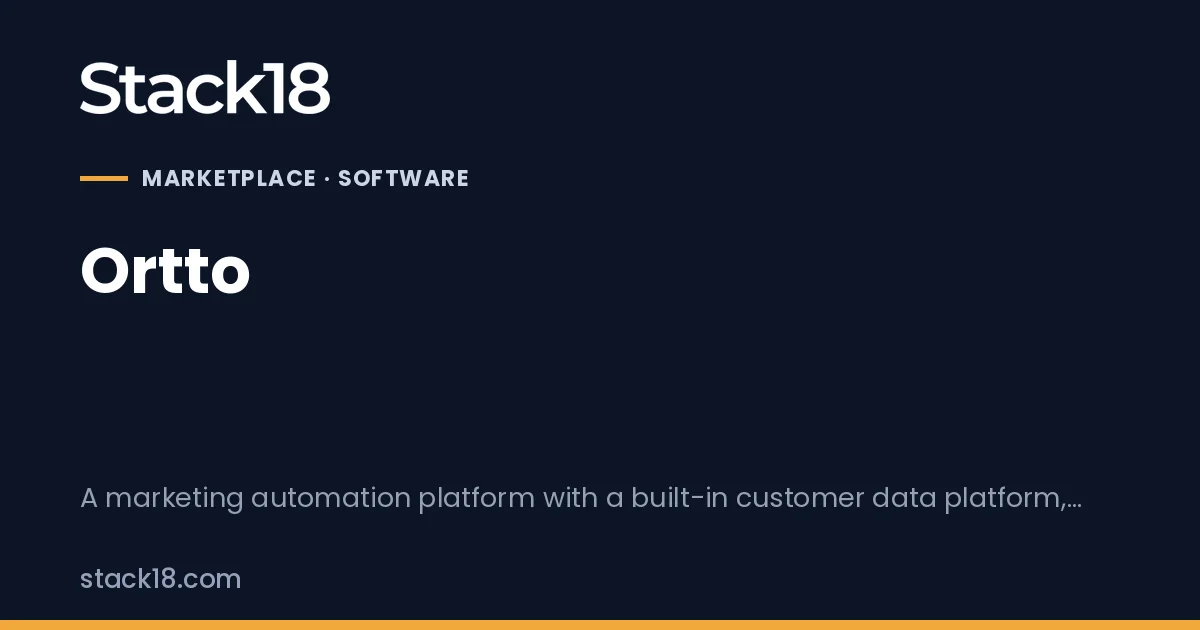 Stack18
MARKETPLACE · SOFTWARE
Ortto
A marketing automation platform with a built-in customer data platform,...
stack18.com